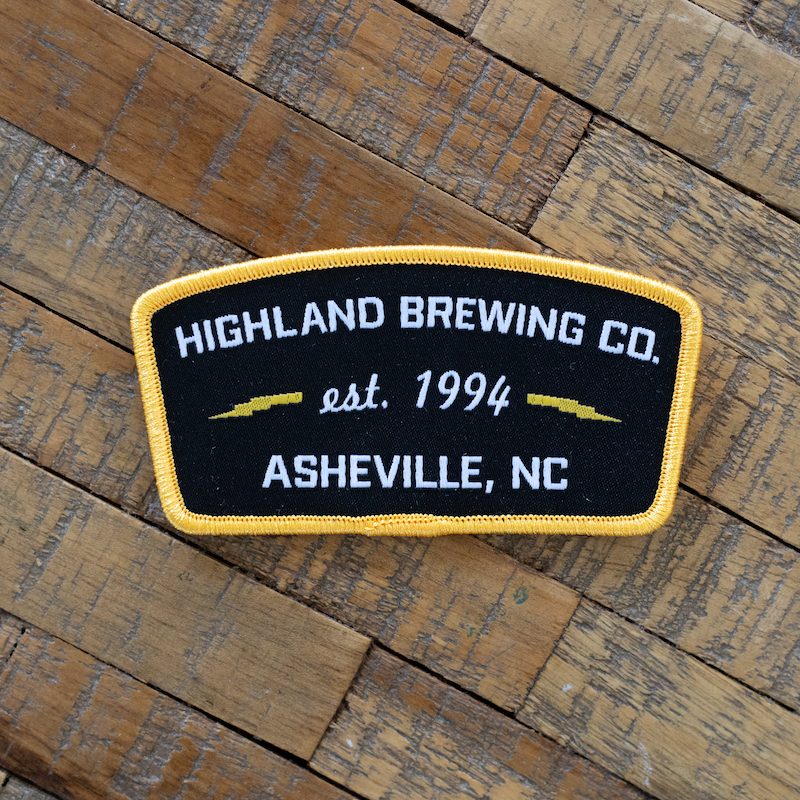 HIGHLAND BREWING CO.
est. 1994
ASHEVILLE, NC